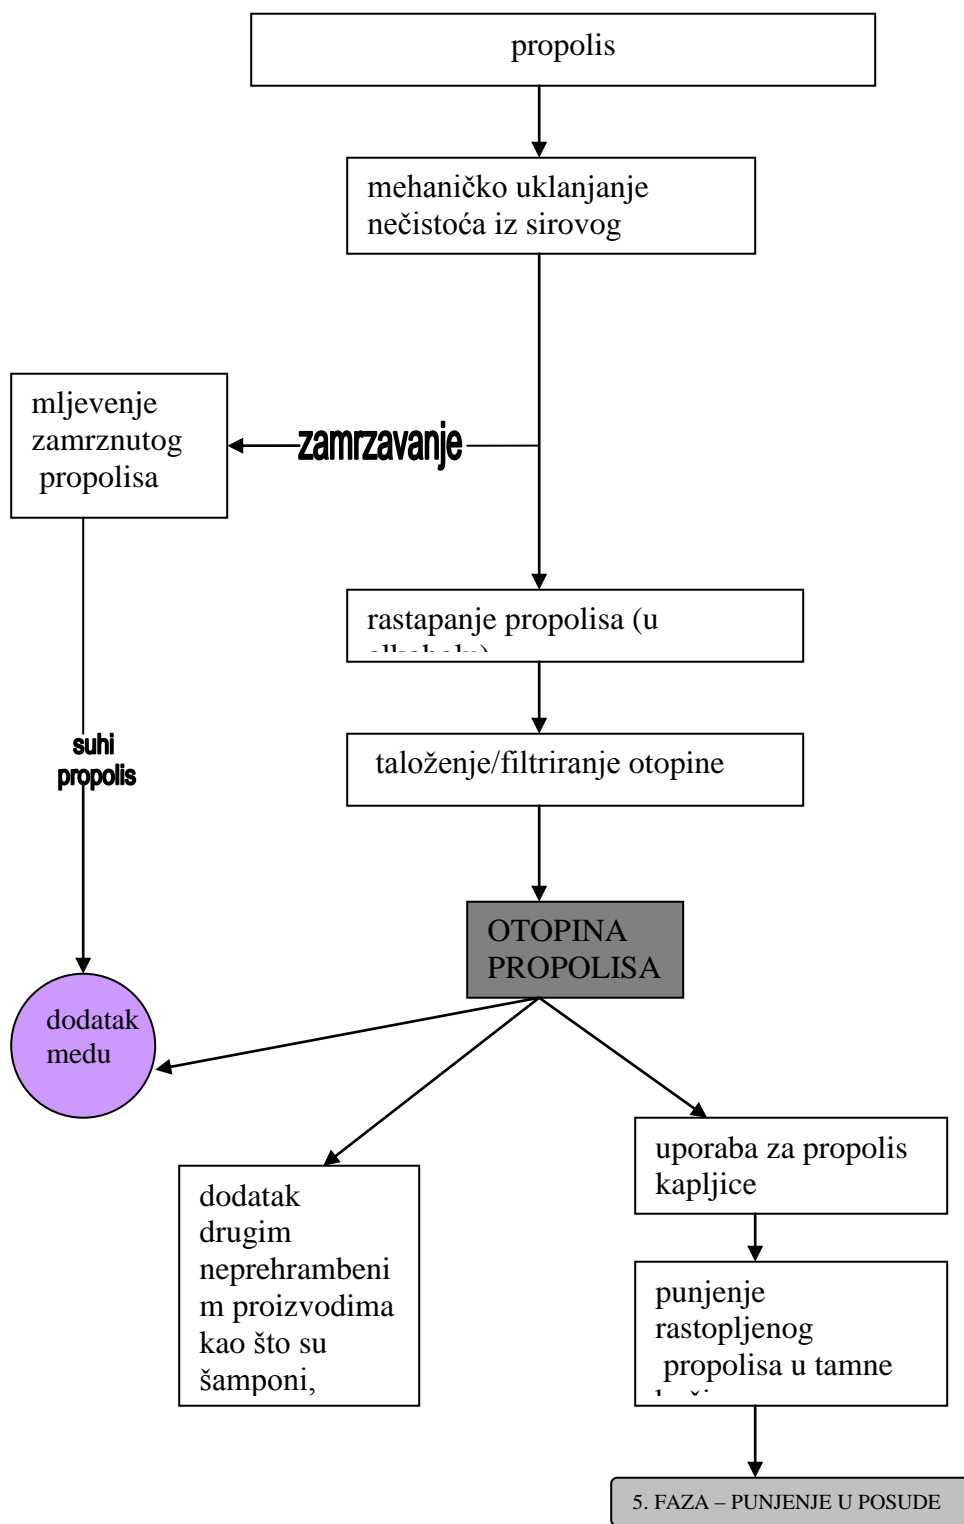 propolis
mehaničko uklanjanje
nečistoća iz sirovog
mljevenje
zamrznutog
propolisa
zamrzavanje
rastapanje propolisa (u
suhi
propolis
taloženje/filtriranje otopine
OTOPINA
PROPOLISA
dodatak
medu
uporaba za propolis
kapljice
dodatak
drugim
neprehrambeni
m proizvodima
kao što su
šamponi,
punjenje
rastopljenog
propolisa u tamne
5. FAZA – PUNJENJE U POSUDE